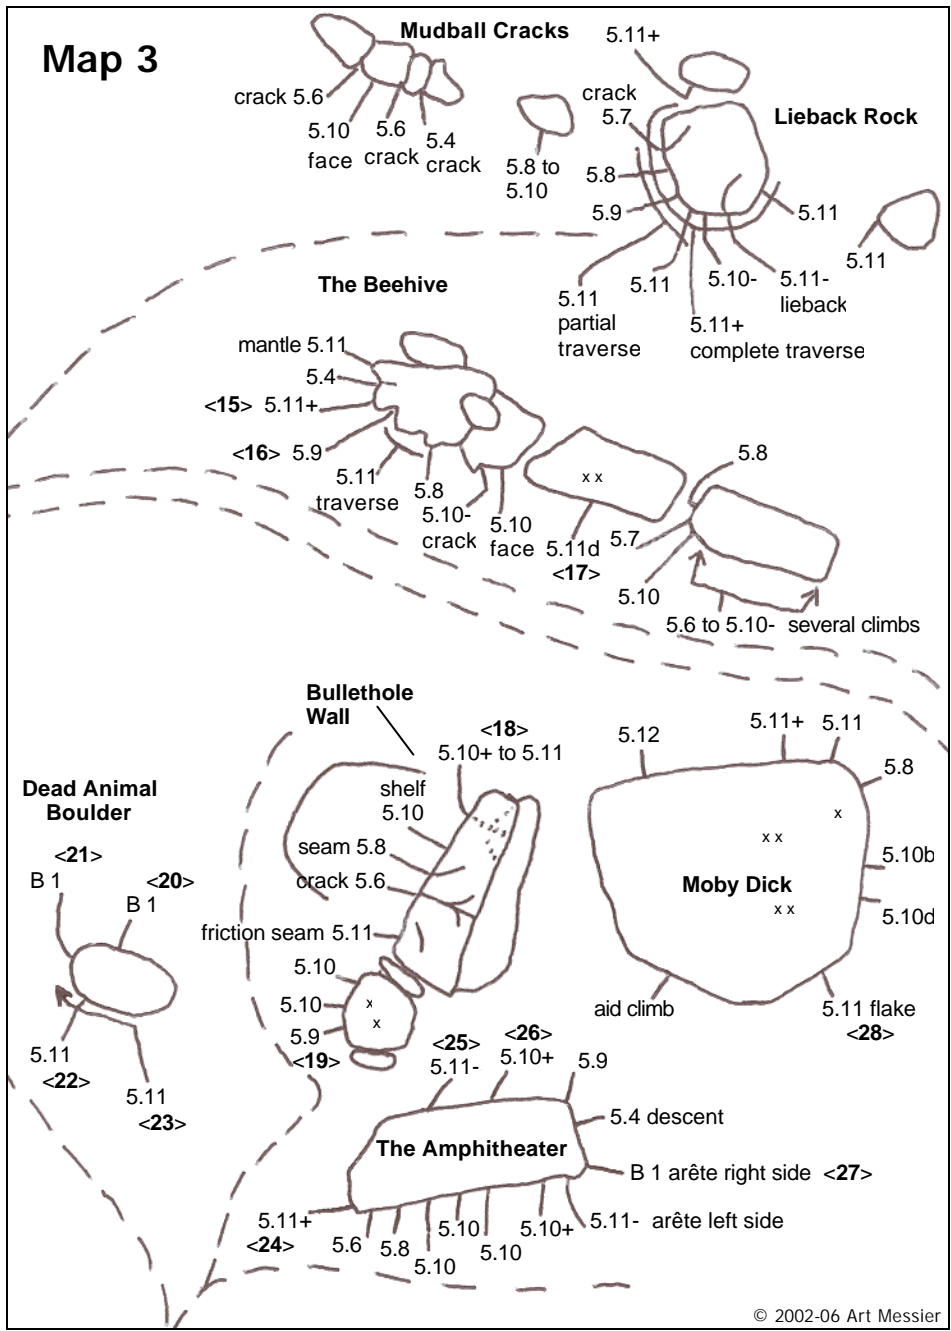 Map 3
Mudball Cracks
crack 5.6
5.10
face
5.6
crack
5.4
crack
5.8 to
5.10
5.11+
crack
5.7
Lieback Rock
5.8
5.9
5.11
5.11
5.11
partial
traverse
5.11
5.10-
5.11-
lieback
5.11+
complete traverse
The Beehive
mantle 5.11
5.4
<15> 5.11+
<16> 5.9
5.11
traverse
5.8
5.10-
crack
5.10
face
x x
5.11d
<17>
5.8
5.7
5.10
5.6 to 5.10- several climbs
Bullethole
Wall
<18>
5.10+ to 5.11
shelf
5.10
seam 5.8
crack 5.6
friction seam 5.11
5.10
5.10
5.9
<19>
x
x
5.12
5.11+
5.11
5.8
x
x x
5.10b
Moby Dick
x x
5.10d
aid climb
5.11 flake
<28>
Dead Animal
Boulder
<21>
B 1
<20>
B 1
5.11
<22>
5.11
<23>
<25>
5.11-
<26>
5.10+
5.9
5.4 descent
The Amphitheater
B 1 arête right side <27>
5.11+
<24>
5.6
5.8
5.10
5.10
5.10
5.10+
5.11- arête left side
© 2002-06 Art Messier